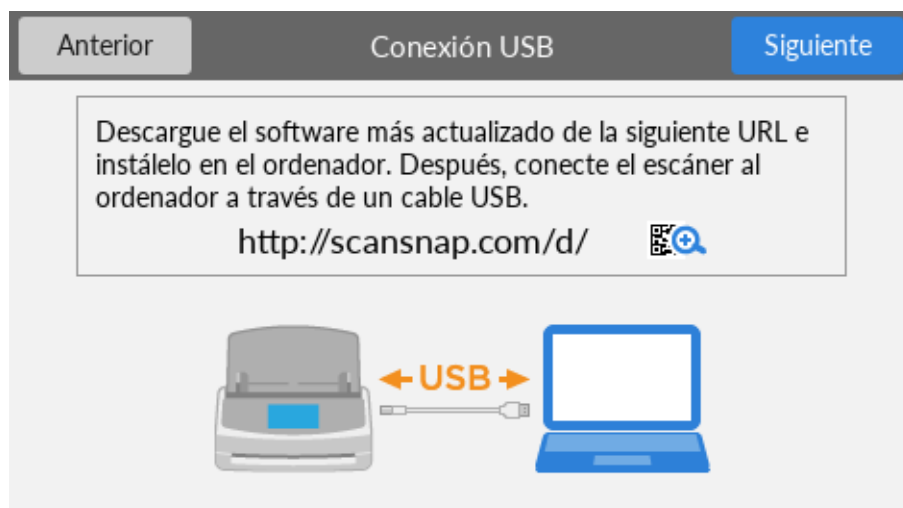 Anterior
Conexión USB
Siguiente
Descargue el software más actualizado de la siguiente URL e
instálelo en el ordenador. Después, conecte el escáner al
ordenador a través de un cable USB.
http://scansnap.com/d/
USB